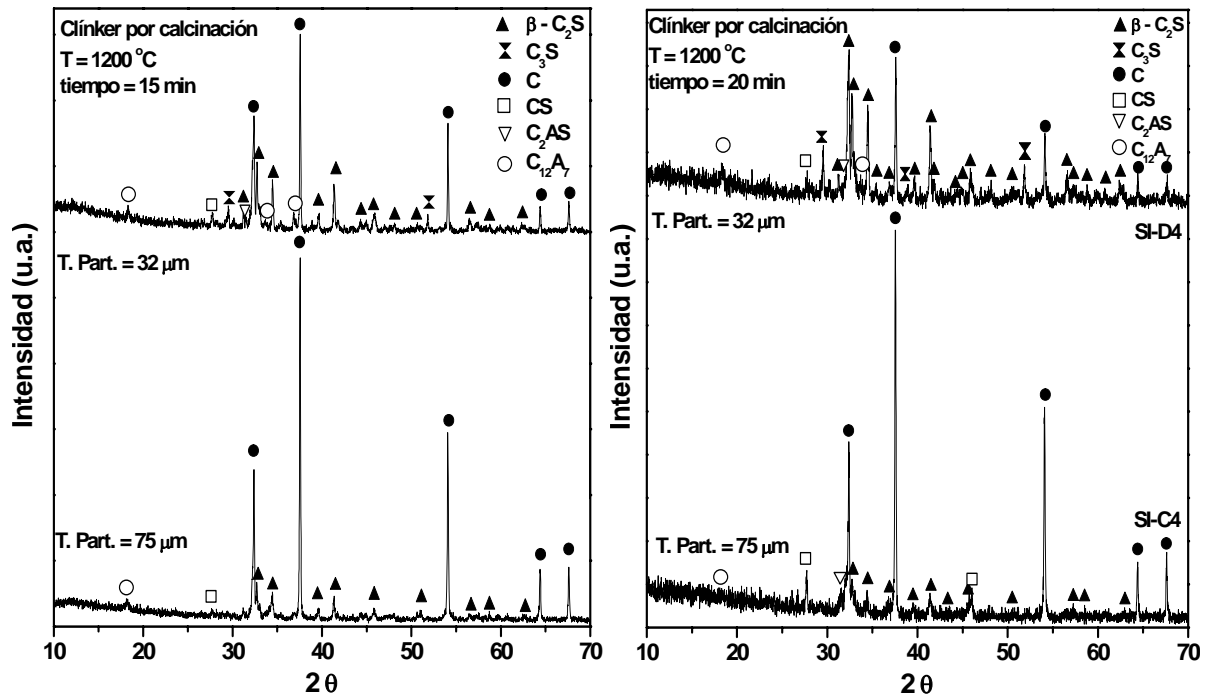 Clínker por calcinación
T = 1200 °C
tiempo = 15 min
β - C₂S
C₃S
C
CS
C₂AS
C₁₂A₇
T. Part. = 32 μm
T. Part. = 75 μm
Intensidad (u.a.)
10 20 30 40 50 60 70
2 θ
Clínker por calcinación
T = 1200 °C
tiempo = 20 min
β - C₂S
C₃S
C
CS
C₂AS
C₁₂A₇
T. Part. = 32 μm
SI-D4
SI-C4
T. Part. = 75 μm
Intensidad (u.a.)
10 20 30 40 50 60 70
2 θ